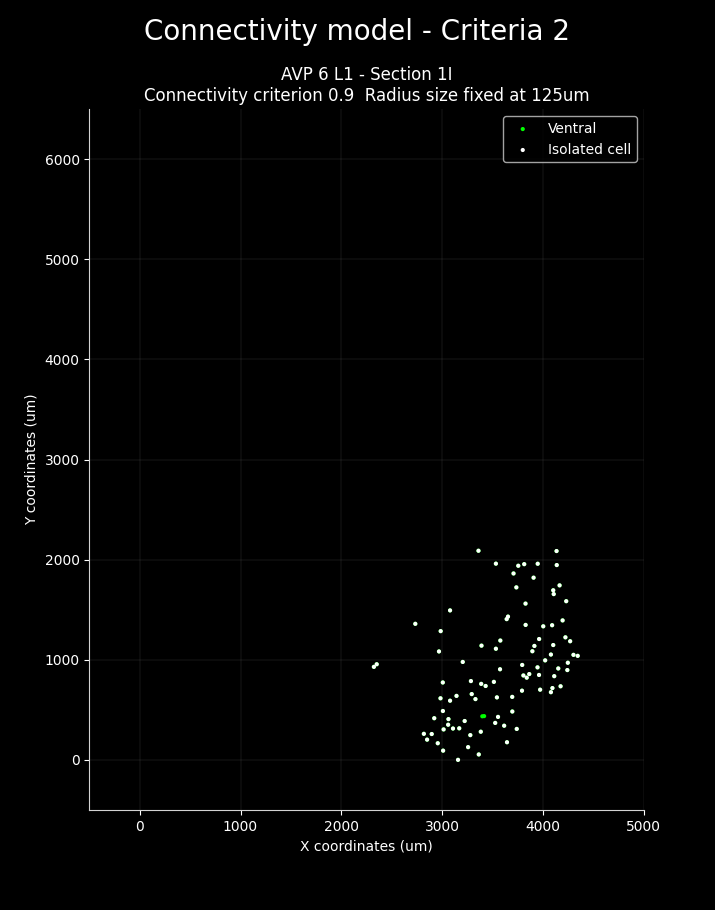 Connectivity model - Criteria 2
AVP 6 L1 - Section 1I
Connectivity criterion 0.9  Radius size fixed at 125um
Ventral
Isolated cell
6000
5000
4000
3000
2000
1000
0
Y coordinates (um)
0 1000 2000 3000 4000 5000
X coordinates (um)